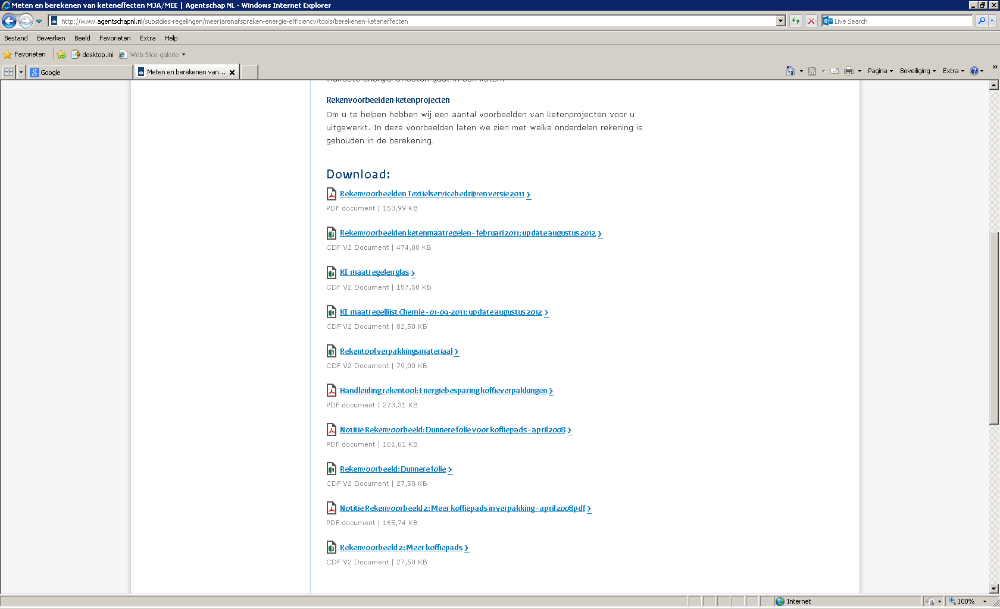 Meten en berekenen van keteneffecten MJA/MEE | Agentschap NL - Windows Internet Explorer
http://www.agentschapnl.nl/subsidies-regelingen/meerjarenafspraken-energie-efficiency/tools/berekenen-keteneffecten
Live Search
Bestand Bewerken Beeld Favorieten Extra Help
Favorieten desktop.ini Web Slice-galerie
Google
Meten en berekenen van...
Pagina Beveiliging Extra
indirecte energie-effecten gaat in een keten.
Rekenvoorbeelden ketenprojecten
Om u te helpen hebben wij een aantal voorbeelden van ketenprojecten voor u
uitgewerkt. In deze voorbeelden laten we zien met welke onderdelen rekening is
gehouden in de berekening.
Download:
Rekenvoorbeelden Textielservicebedrijven versie 2011 ›
PDF document | 153,99 KB
Rekenvoorbeelden ketenmaatregelen - februari 2011: update augustus 2012 ›
CDF V2 Document | 474,00 KB
KE maatregelen glas ›
CDF V2 Document | 157,50 KB
KE maatregellijst Chemie - 01-09-2011: update augustus 2012 ›
CDF V2 Document | 82,50 KB
Rekentool verpakkingsmateriaal ›
CDF V2 Document | 79,00 KB
Handleiding rekentool: Energiebesparing koffieverpakkingen ›
PDF document | 273,31 KB
Notitie Rekenvoorbeeld: Dunnere folie voor koffiepads - april 2008 ›
PDF document | 161,61 KB
Rekenvoorbeeld: Dunnere folie ›
CDF V2 Document | 27,50 KB
Notitie Rekenvoorbeeld 2: Meer koffiepads in verpakking - april 2008pdf ›
PDF document | 165,74 KB
Rekenvoorbeeld 2: Meer koffiepads ›
CDF V2 Document | 27,50 KB
Internet
100%